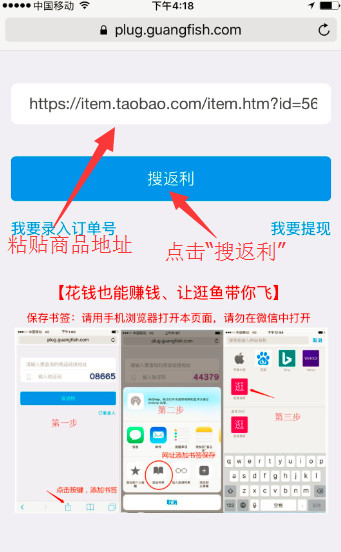 中国移动 下午4:18
plug.guangfish.com
https://item.taobao.com/item.htm?id=56
搜返利
我要录入订单号 我要提现
粘贴商品地址 点击“搜返利”
【花钱也能赚钱、让逛鱼带你飞】
保存书签：请用手机浏览器打开本页面，请勿在微信中打开
plug.guangfish.com
08665
第一步
点击按键，添加书签
44379
第二步
网址添加书签保存
取消
取消
逛
第三步
逛
q w e r t y u i o p
a s d f g h j k l
z x c v b n m
123